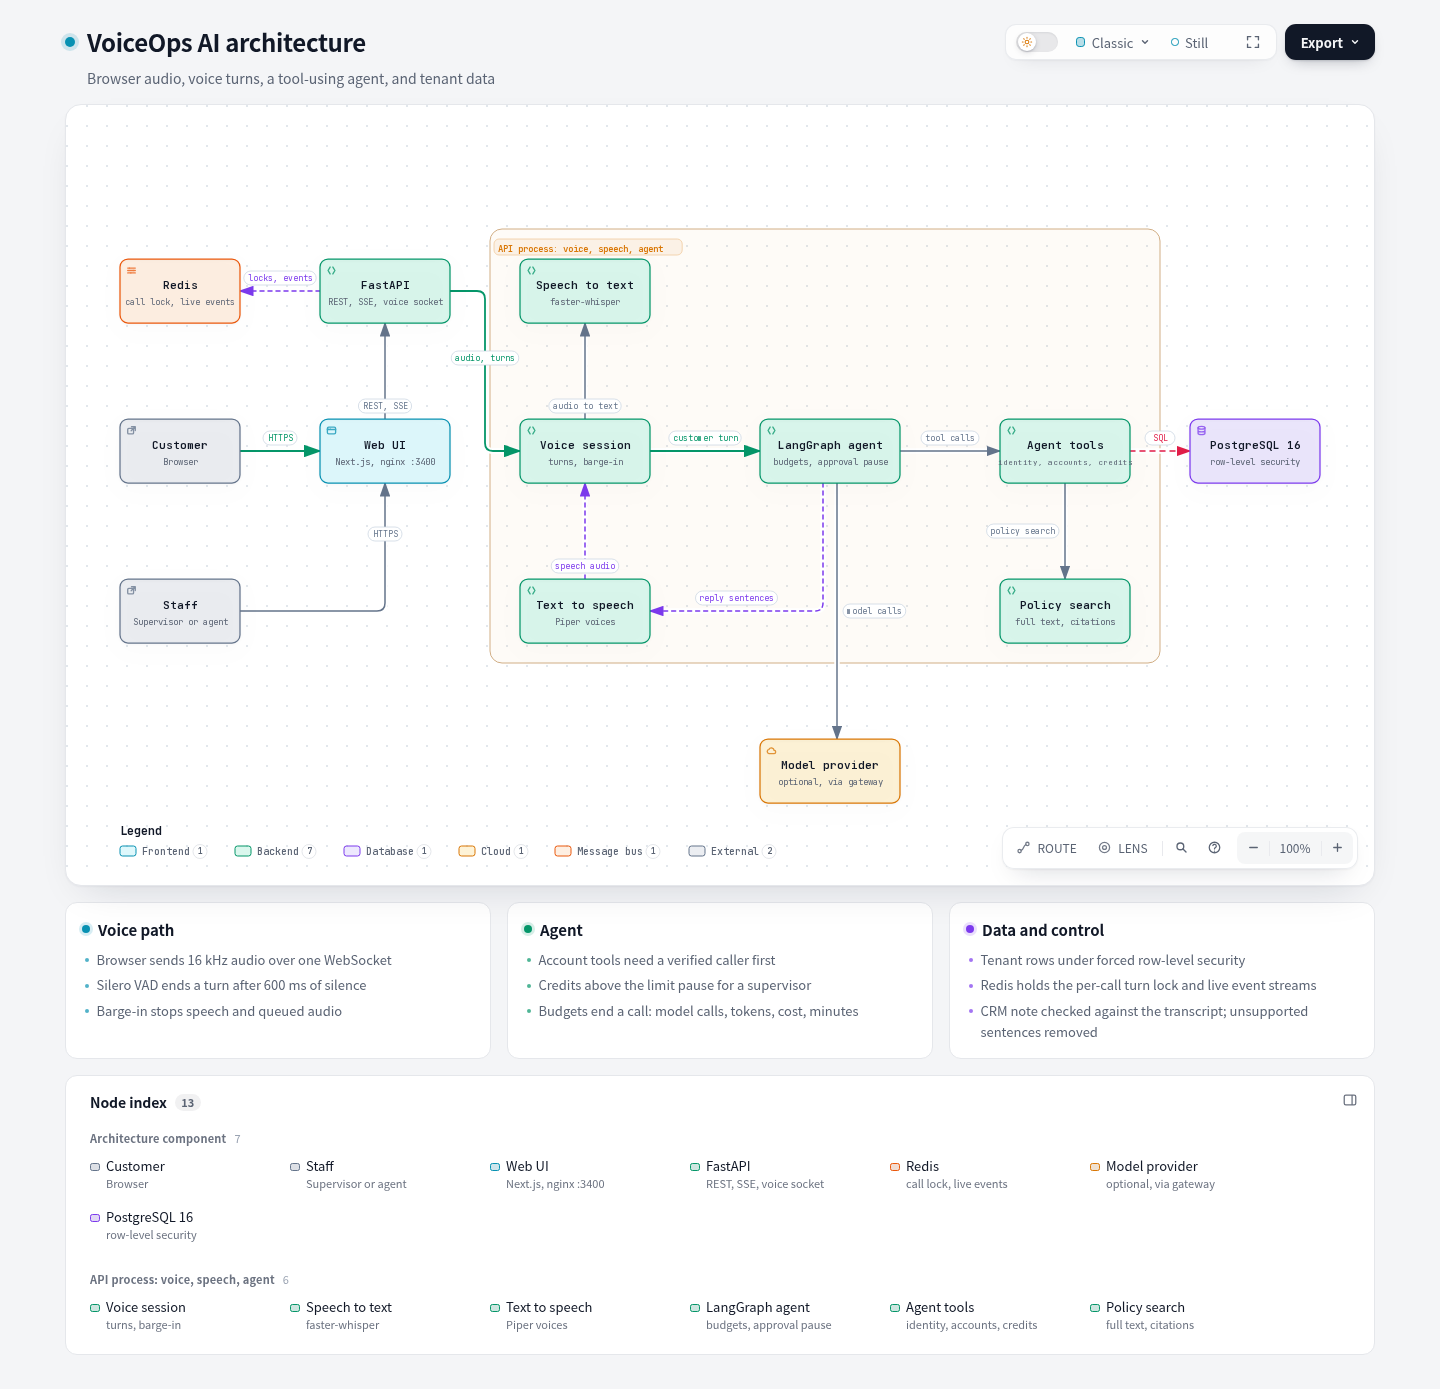 VoiceOps AI architecture
Browser audio, voice turns, a tool-using agent, and tenant data
Classic
Still
Export
API process: voice, speech, agent
Redis
call lock, live events
locks, events
FastAPI
REST, SSE, voice socket
Speech to text
faster-whisper
audio, turns
REST, SSE
audio to text
Customer
Browser
HTTPS
Web UI
Next.js, nginx :3400
Voice session
turns, barge-in
customer turn
LangGraph agent
budgets, approval pause
tool calls
Agent tools
identity, accounts, credits
SQL
PostgreSQL 16
row-level security
HTTPS
policy search
speech audio
Staff
Supervisor or agent
Text to speech
Piper voices
reply sentences
model calls
Policy search
full text, citations
Model provider
optional, via gateway
Legend
Frontend 1
Backend 7
Database 1
Cloud 1
Message bus 1
External 2
ROUTE
LENS
100%
Voice path
Browser sends 16 kHz audio over one WebSocket
Silero VAD ends a turn after 600 ms of silence
Barge-in stops speech and queued audio
Agent
Account tools need a verified caller first
Credits above the limit pause for a supervisor
Budgets end a call: model calls, tokens, cost, minutes
Data and control
Tenant rows under forced row-level security
Redis holds the per-call turn lock and live event streams
CRM note checked against the transcript; unsupported
sentences removed
Node index 13
Architecture component 7
Customer
Browser
Staff
Supervisor or agent
Web UI
Next.js, nginx :3400
FastAPI
REST, SSE, voice socket
Redis
call lock, live events
Model provider
optional, via gateway
PostgreSQL 16
row-level security
API process: voice, speech, agent 6
Voice session
turns, barge-in
Speech to text
faster-whisper
Text to speech
Piper voices
LangGraph agent
budgets, approval pause
Agent tools
identity, accounts, credits
Policy search
full text, citations